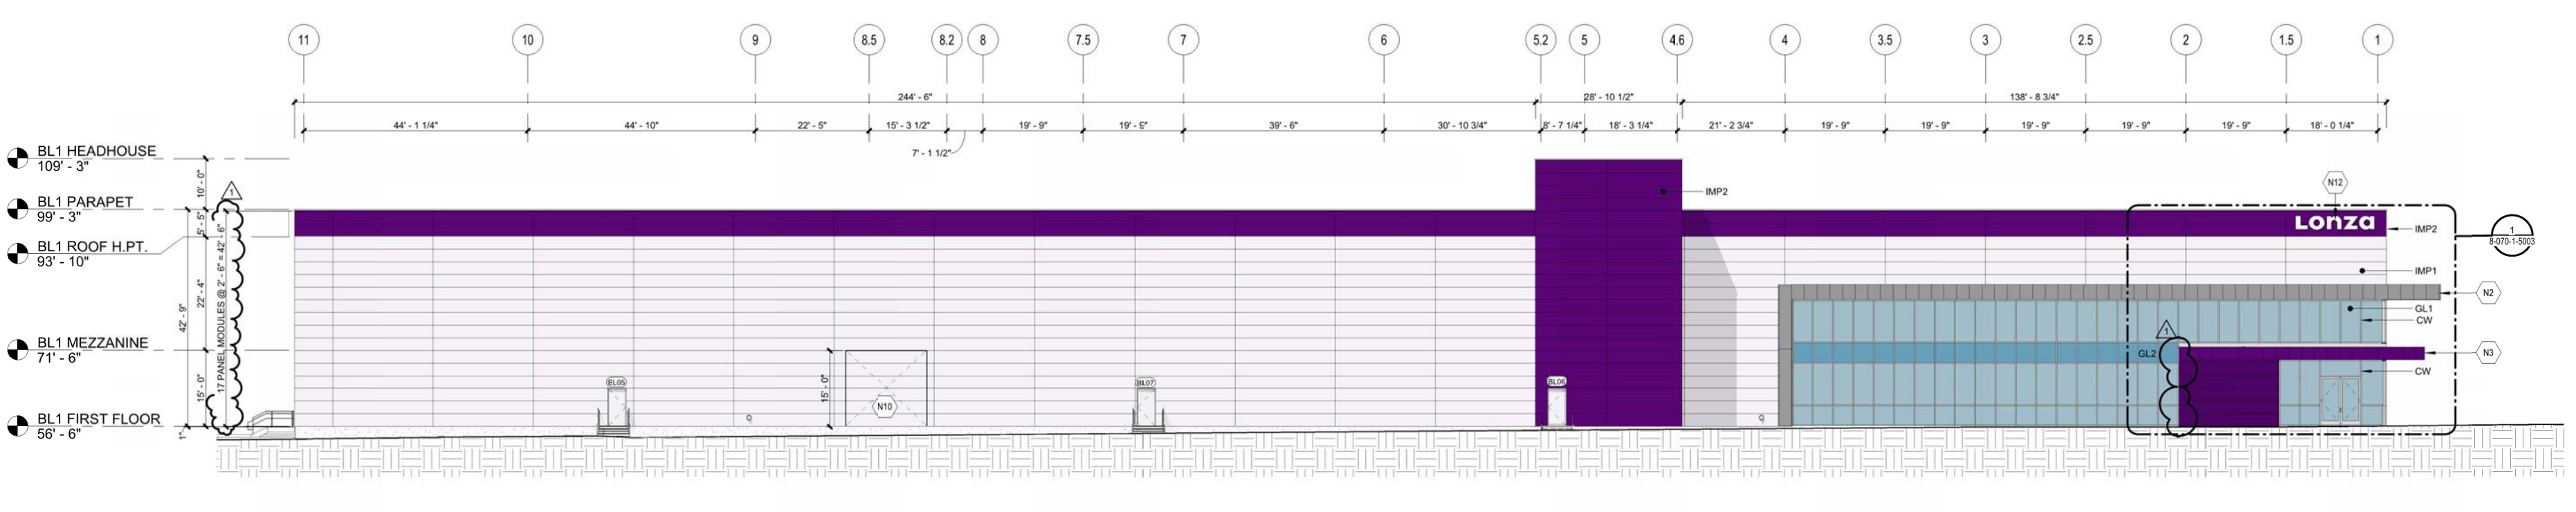 11 10 9 8.5 8.2 8 7.5 7 6 5.2 5 4.6 4 3.5 3 2.5 2 1.5 1
244' - 6" 28' - 10 1/2" 138' - 8 3/4"
44' - 1 1/4" 44' - 10" 22' - 5" 15' - 3 1/2" 19' - 9" 19' - 9" 39' - 6" 30' - 10 3/4" 8' - 7 1/4" 18' - 3 1/4" 21' - 2 3/4" 19' - 9" 19' - 9" 19' - 9" 19' - 9" 19' - 9" 18' - 0 1/4"
7' - 1 1/2"
BL1 HEADHOUSE
109' - 3"
BL1 PARAPET
99' - 3"
BL1 ROOF H.PT.
93' - 10"
BL1 MEZZANINE
71' - 6"
BL1 FIRST FLOOR
56' - 6"
10' - 0"
5' - 5"
22' - 4"
15' - 0"
42' - 9"
1"
17 PANEL MODULES @ 2' - 6" = 42' - 6"
1
IMP2
N12
Lonza
IMP2
1
8-070-1-5003
IMP1
N2
GL1
CW
1
GL2
N3
CW
BL05
15' - 0"
N10
BL07
BL06